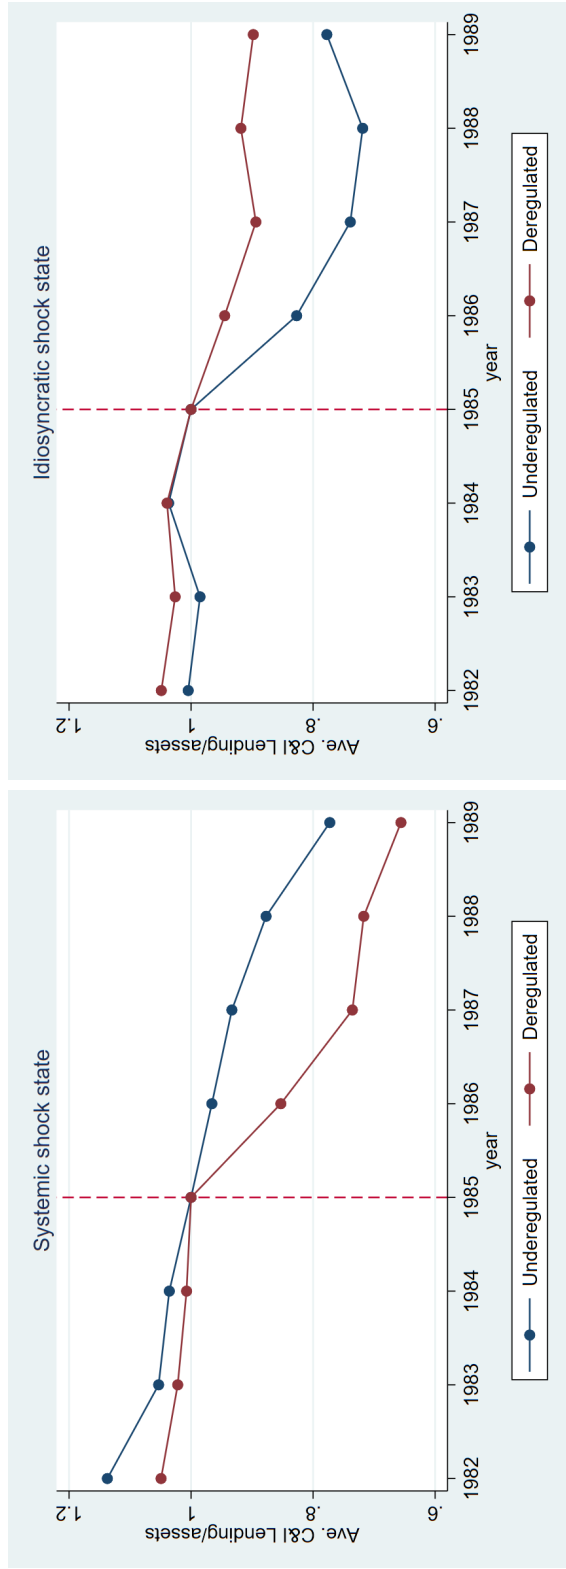 Systemic shock state
Ave. C&I Lending/assets
1.2
1
.8
.6
1982 1983 1984 1985 1986 1987 1988 1989
year
Underegulated Deregulated
Idiosyncratic shock state
Ave. C&I Lending/assets
1.2
1
.8
.6
1982 1983 1984 1985 1986 1987 1988 1989
year
Underegulated Deregulated